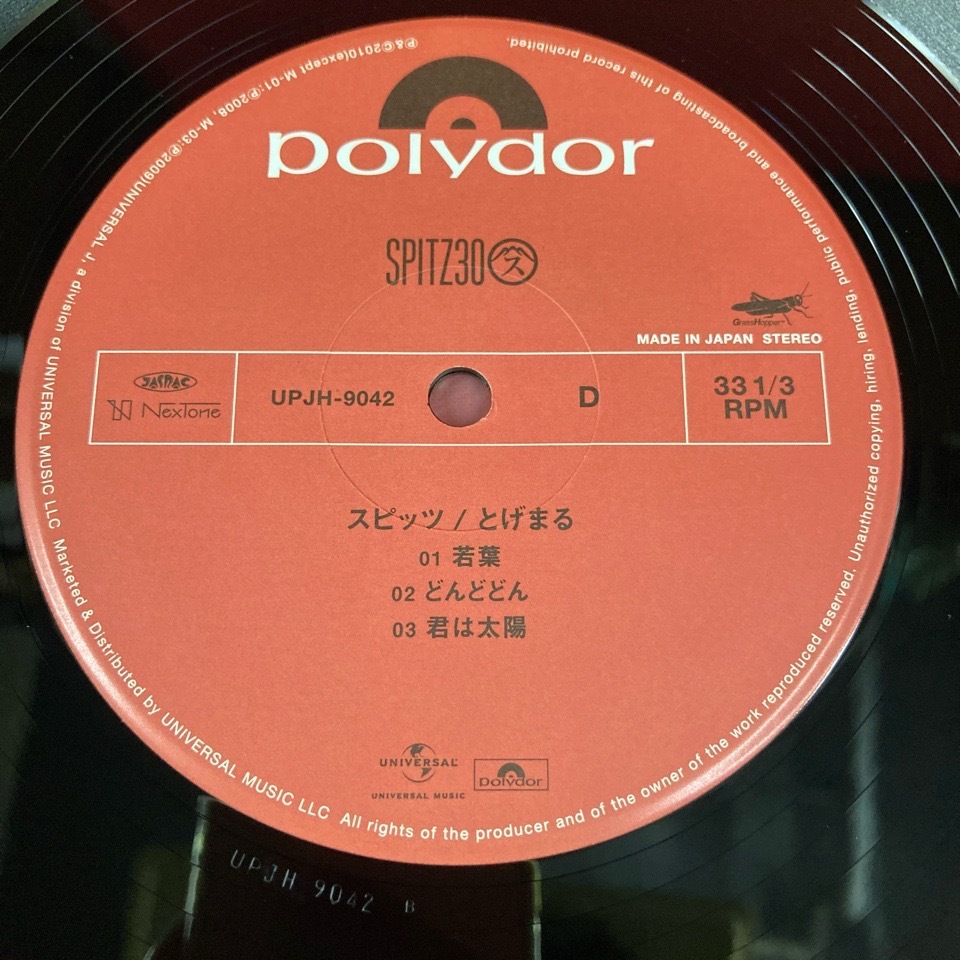 polydor
SPITZ30
ス
GrassHopper
MADE IN JAPAN STEREO
JASRAC
NexTone
UPJH-9042
D
33 1/3
RPM
スピッツ / とげまる
01 若葉
02 どんどどん
03 君は太陽
UNIVERSAL
UNIVERSAL MUSIC
polydor
℗&©2010(except M-01:℗2008, M-03:℗2009)UNIVERSAL J, a division of UNIVERSAL MUSIC LLC Marketed & Distributed by UNIVERSAL MUSIC LLC All rights of the producer and of the owner of the work reproduced reserved. Unauthorized copying, hiring, lending, public performance and broadcasting of this record prohibited.
UPJH 9042 B